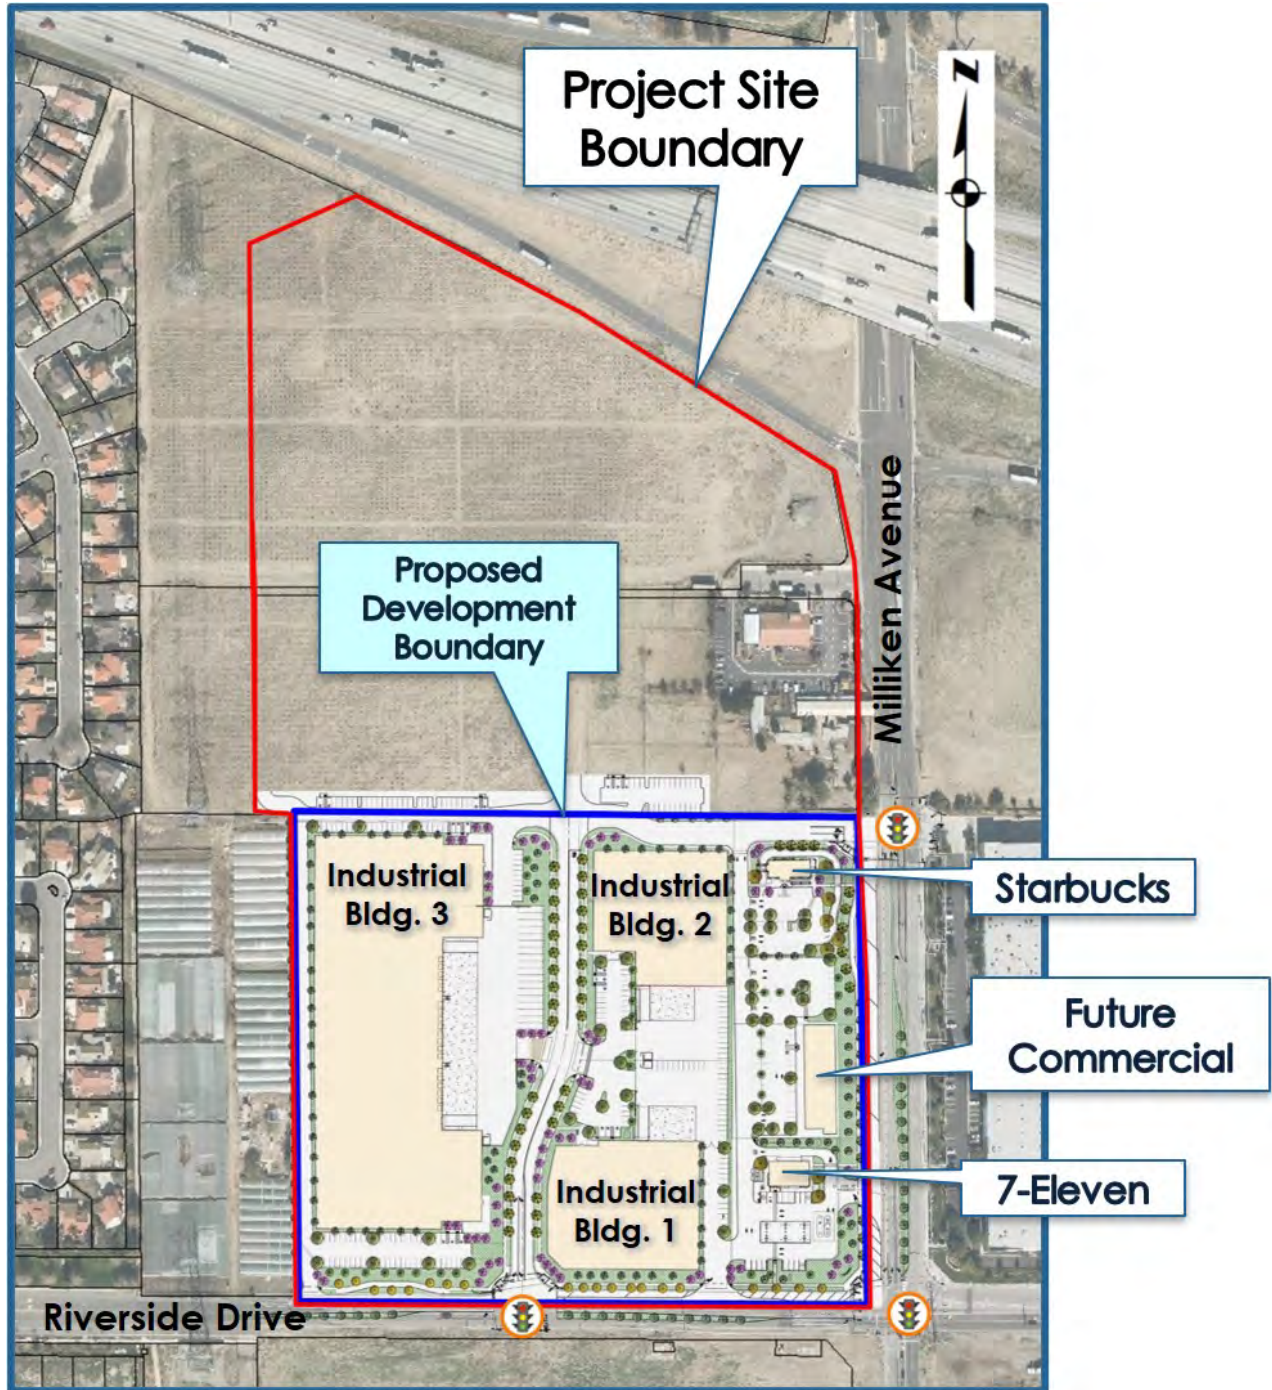 Project Site
Boundary
N
Milliken Avenue
Proposed
Development
Boundary
Industrial
Bldg. 3
Industrial
Bldg. 2
Starbucks
Future
Commercial
7-Eleven
Industrial
Bldg. 1
Riverside Drive